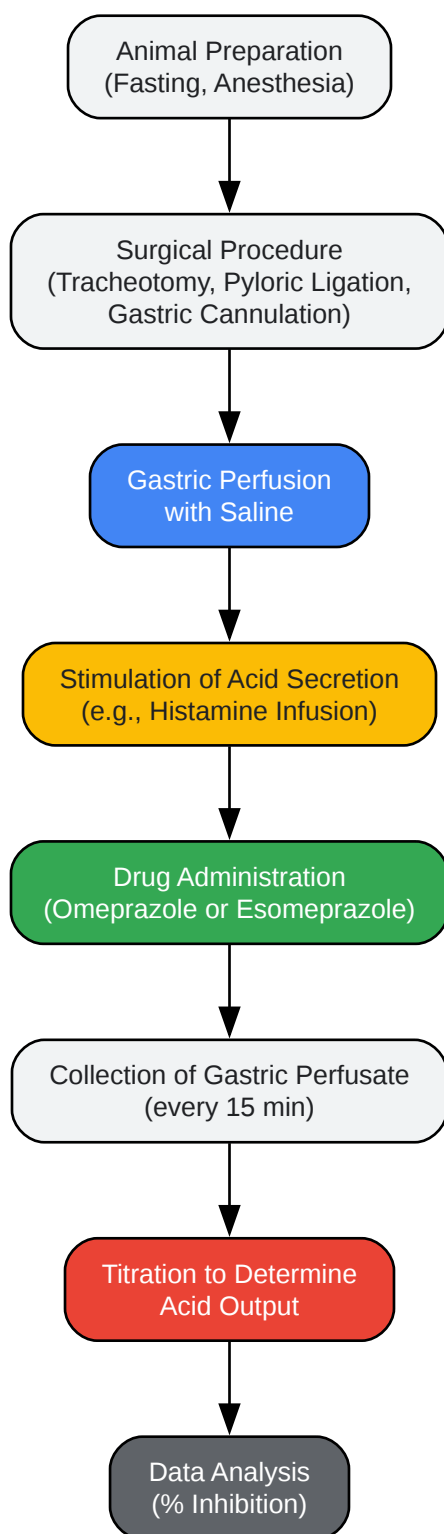 Animal Preparation
(Fasting, Anesthesia)
Surgical Procedure
(Tracheotomy, Pyloric Ligation,
Gastric Cannulation)
Gastric Perfusion
with Saline
Stimulation of Acid Secretion
(e.g., Histamine Infusion)
Drug Administration
(Omeprazole or Esomeprazole)
Collection of Gastric Perfusate
(every 15 min)
Titration to Determine
Acid Output
Data Analysis
(% Inhibition)